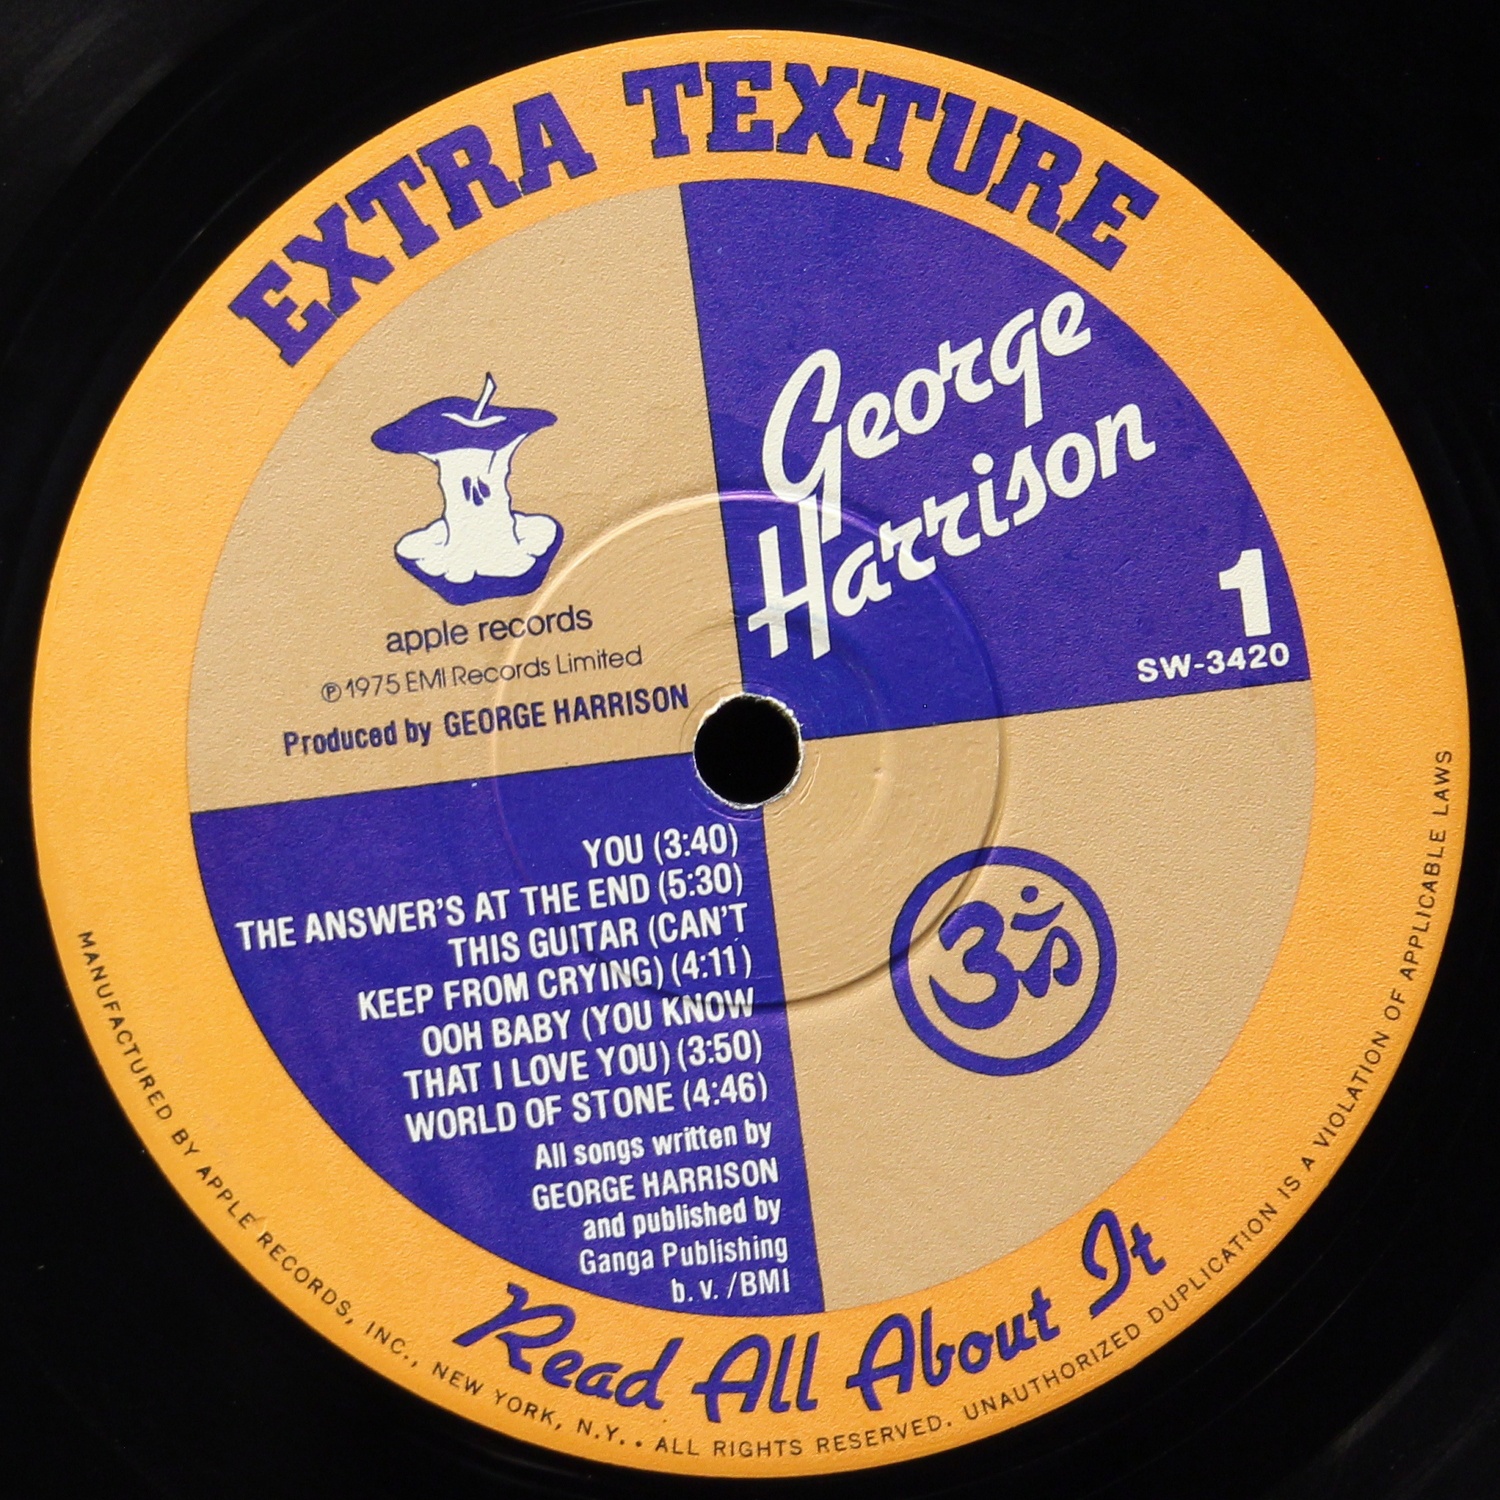 EXTRA TEXTURE
George
Harrison
1
SW-3420
apple records
℗1975 EMI Records Limited
Produced by GEORGE HARRISON
YOU (3:40)
THE ANSWER'S AT THE END (5:30)
THIS GUITAR (CAN'T
KEEP FROM CRYING) (4:11)
OOH BABY (YOU KNOW
THAT I LOVE YOU) (3:50)
WORLD OF STONE (4:46)
All songs written by
GEORGE HARRISON
and published by
Ganga Publishing
b. v. /BMI
ॐ
Read All About It
MANUFACTURED BY APPLE RECORDS, INC., NEW YORK, N.Y. • ALL RIGHTS RESERVED. UNAUTHORIZED DUPLICATION IS A VIOLATION OF APPLICABLE LAWS